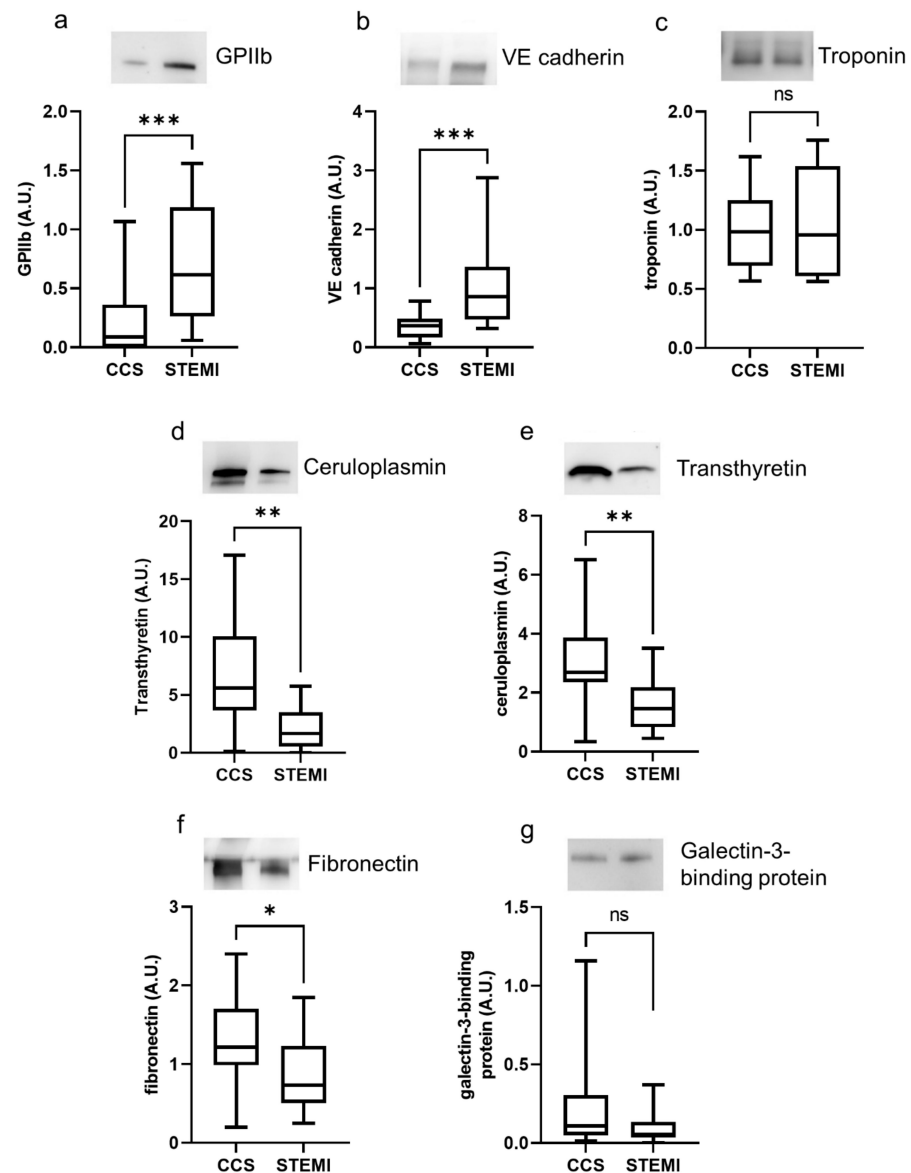 a
GPIIb
GPIIb (A.U.)
2.0
1.5
1.0
0.5
0.0
***
CCS STEMI
b
VE cadherin
VE cadherin (A.U.)
4
3
2
1
0
***
CCS STEMI
c
Troponin
troponin (A.U.)
2.0
1.5
1.0
0.5
0.0
ns
CCS STEMI
d
Ceruloplasmin
Transthyretin (A.U.)
20
15
10
5
0
**
CCS STEMI
e
Transthyretin
ceruloplasmin (A.U.)
8
6
4
2
0
**
CCS STEMI
f
Fibronectin
fibronectin (A.U.)
3
2
1
0
*
CCS STEMI
g
Galectin-3-
binding protein
galectin-3-binding
protein (A.U.)
1.5
1.0
0.5
0.0
ns
CCS STEMI